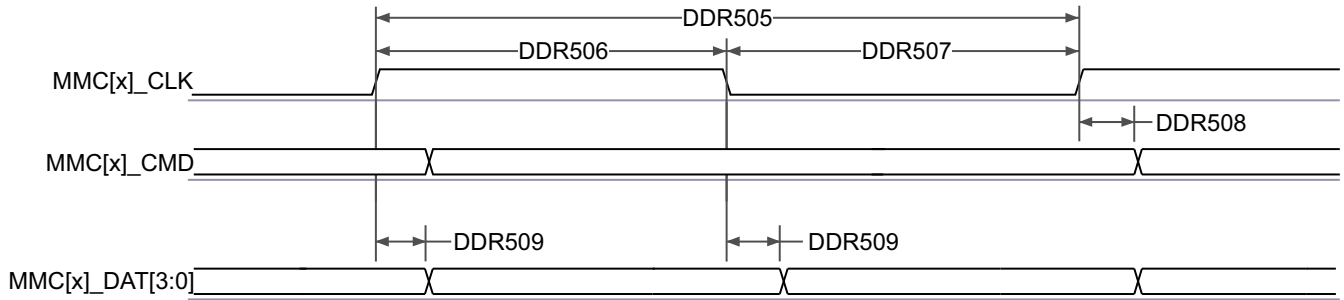 DDR505
DDR506 DDR507
MMC[x]_CLK
DDR508
MMC[x]_CMD
DDR509 DDR509
MMC[x]_DAT[3:0]